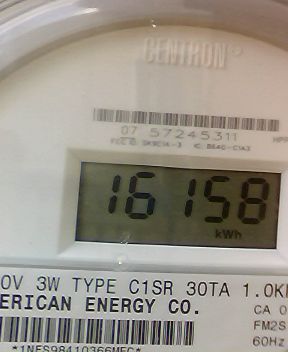 CENTRON®
07 57245311
16158
kWh
0V 3W TYPE C1SR 30TA 1.0K
ERICAN ENERGY CO.
CA 0
FM2S
60Hz
*1NES98410366MEC*